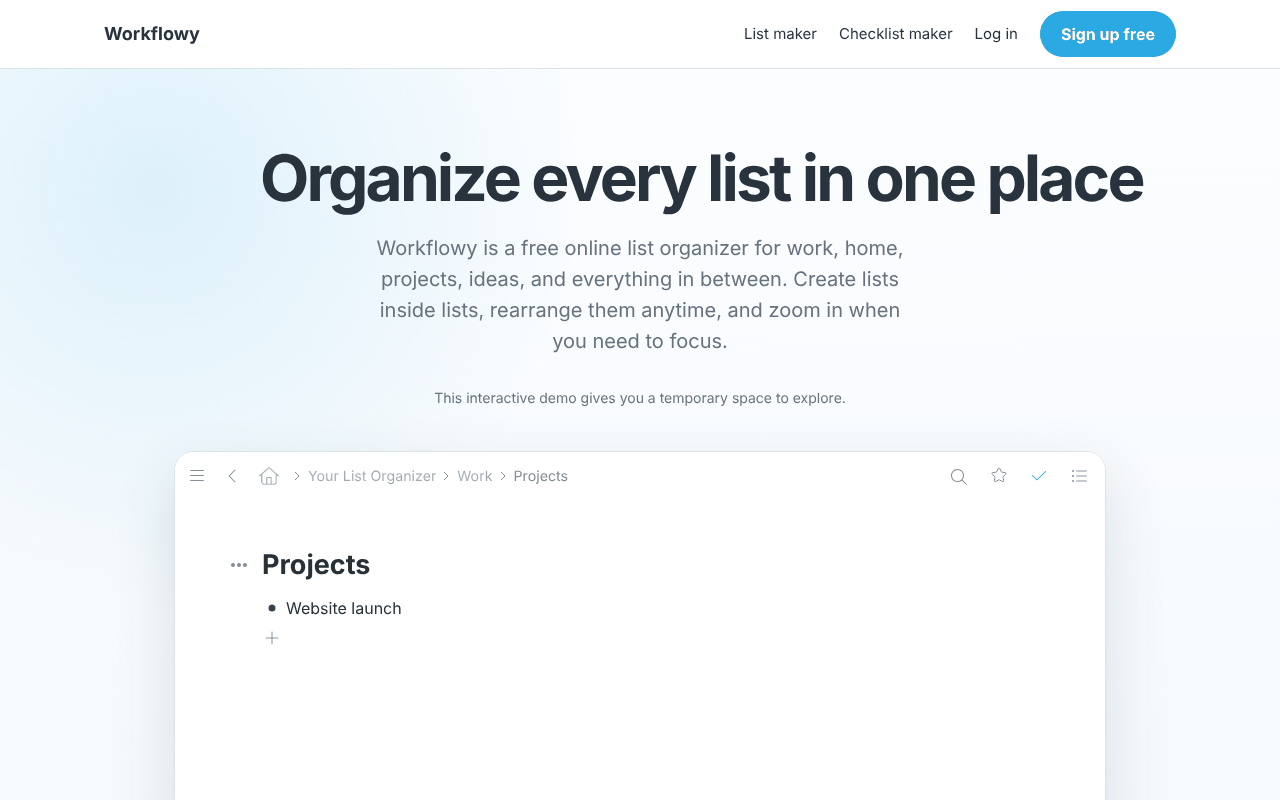 Workflowy
List maker
Checklist maker
Log in
Sign up free
Organize every list in one place
Workflowy is a free online list organizer for work, home,
projects, ideas, and everything in between. Create lists
inside lists, rearrange them anytime, and zoom in when
you need to focus.
This interactive demo gives you a temporary space to explore.
Your List Organizer
Work
Projects
Projects
Website launch